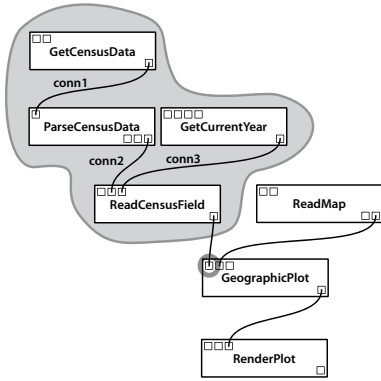 GetCensusData
conn1
ParseCensusData
GetCurrentYear
conn2
conn3
ReadCensusField
ReadMap
GeographicPlot
RenderPlot